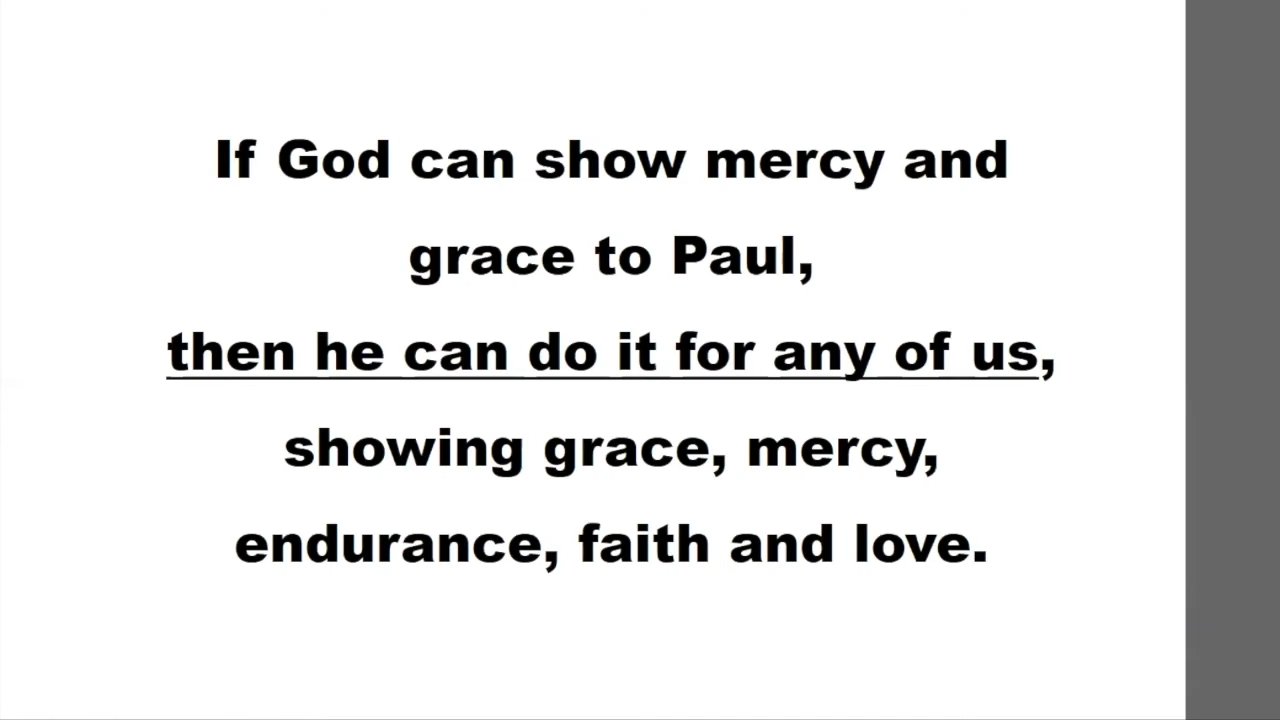 If God can show mercy and
grace to Paul,
then he can do it for any of us,
showing grace, mercy,
endurance, faith and love.